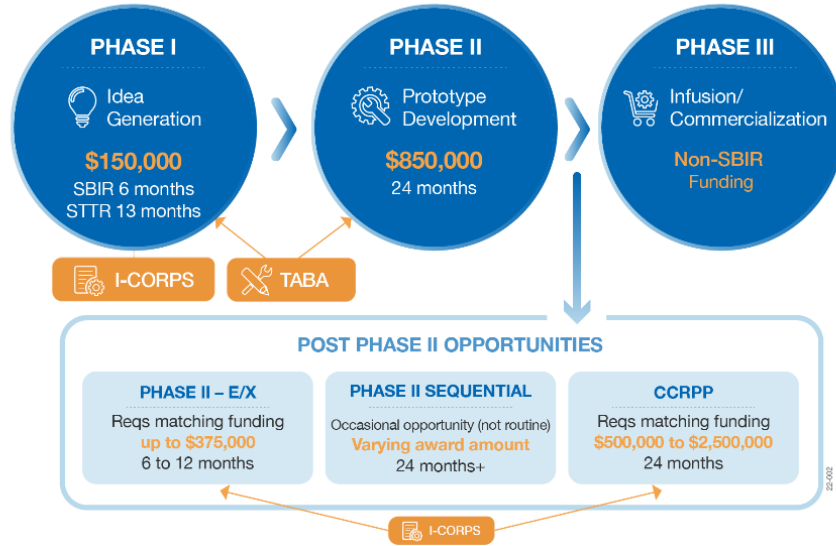 PHASE I
Idea
Generation
$150,000
SBIR 6 months
STTR 13 months
PHASE II
Prototype
Development
$850,000
24 months
PHASE III
Infusion/
Commercialization
Non-SBIR
Funding
I-CORPS
TABA
POST PHASE II OPPORTUNITIES
PHASE II – E/X
Reqs matching funding
up to $375,000
6 to 12 months
PHASE II SEQUENTIAL
Occasional opportunity (not routine)
Varying award amount
24 months+
CCRPP
Reqs matching funding
$500,000 to $2,500,000
24 months
I-CORPS
22-002